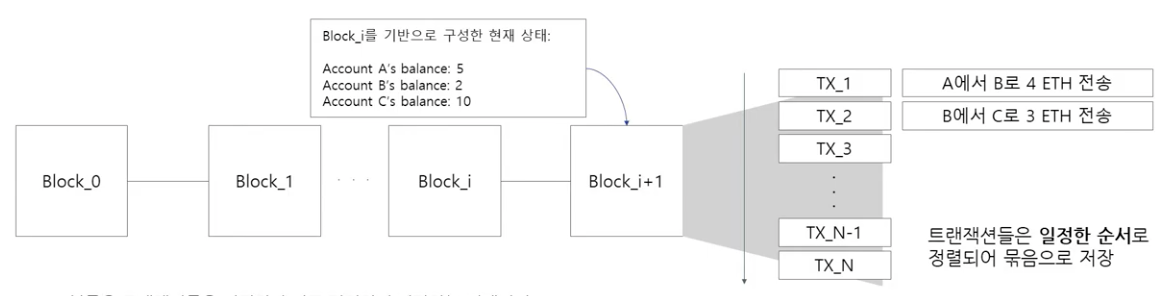 Block_i를 기반으로 구성한 현재 상태:
Account A's balance: 5
Account B's balance: 2
Account C's balance: 10
Block_0
Block_1
· · ·
Block_i
Block_i+1
TX_1
A에서 B로 4 ETH 전송
TX_2
B에서 C로 3 ETH 전송
TX_3
TX_N-1
TX_N
트랜잭션들은 일정한 순서로
정렬되어 묶음으로 저장